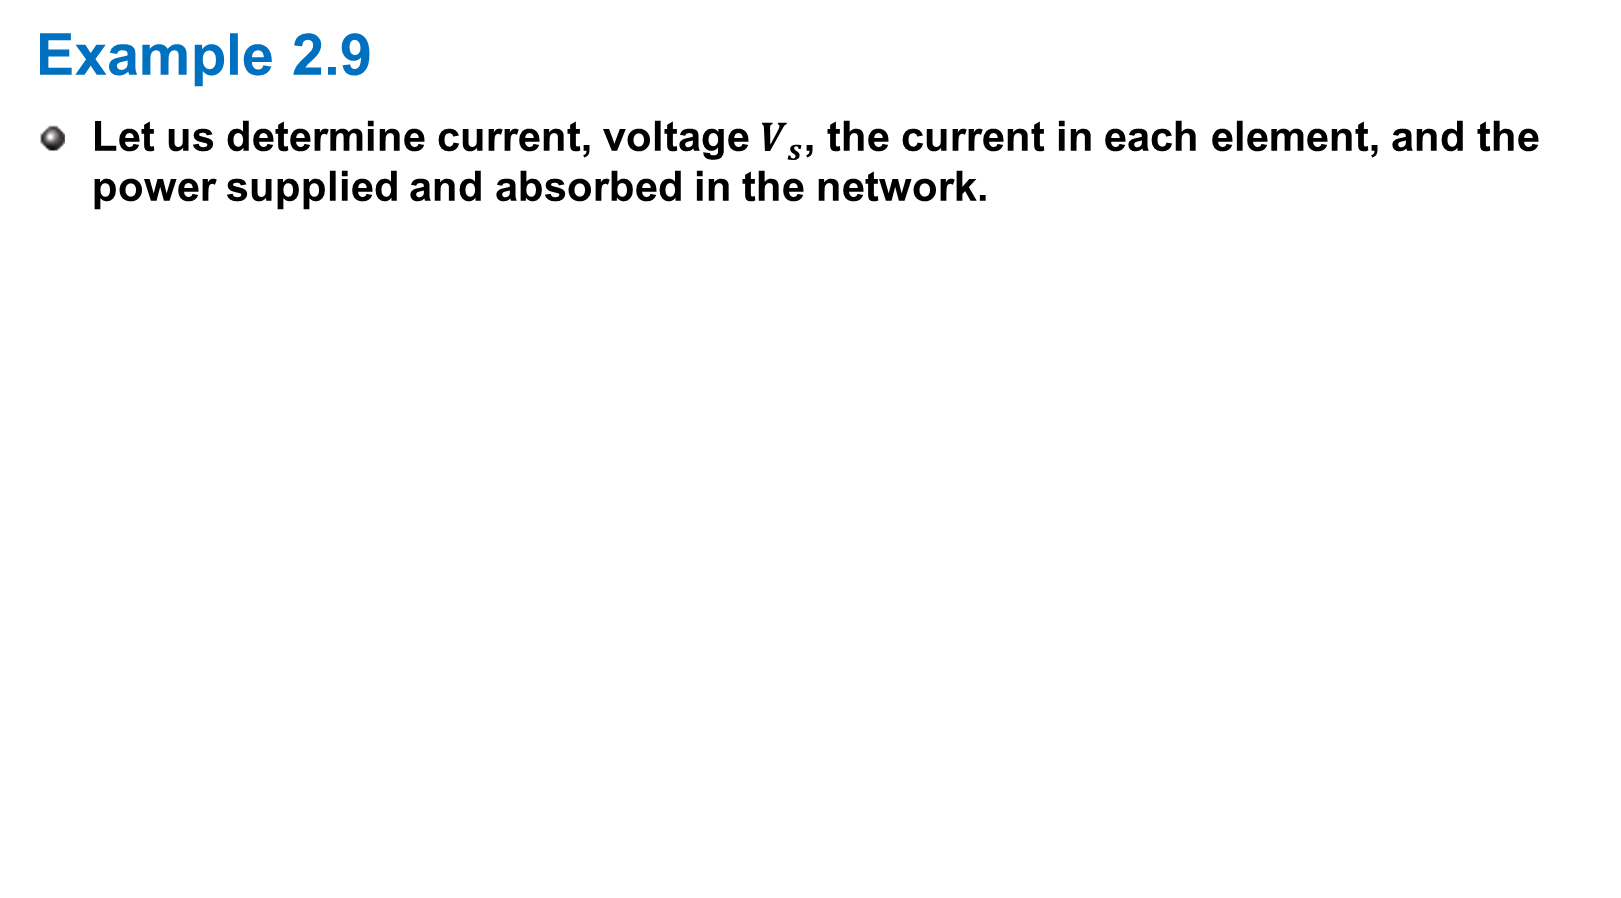 Example 2.9
Let us determine current, voltage Vₛ, the current in each element, and the
power supplied and absorbed in the network.